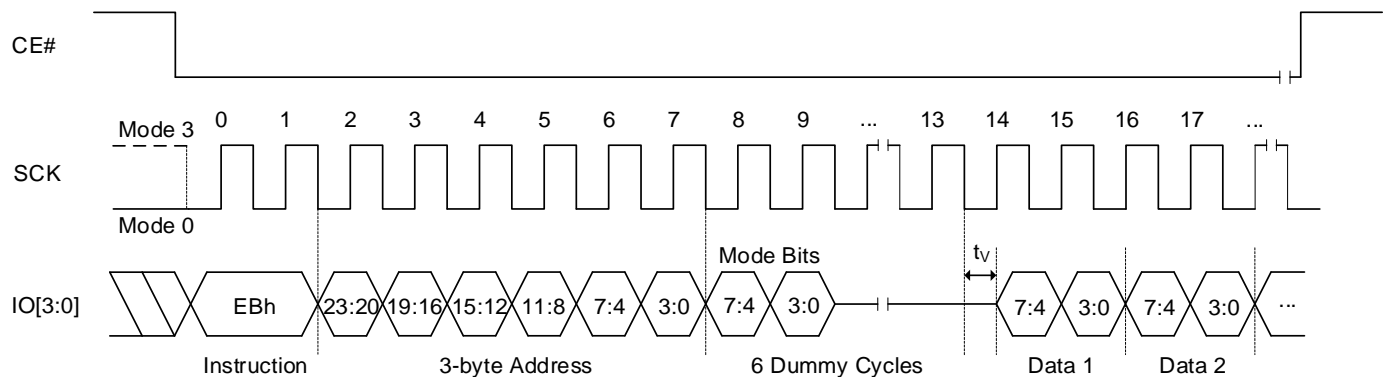 CE#
Mode 3 0 1 2 3 4 5 6 7 8 9 ... 13 14 15 16 17 ...
SCK
Mode 0
Mode Bits tV
IO[3:0] EBh 23:20 19:16 15:12 11:8 7:4 3:0 7:4 3:0 7:4 3:0 7:4 3:0 ...
Instruction 3-byte Address 6 Dummy Cycles Data 1 Data 2